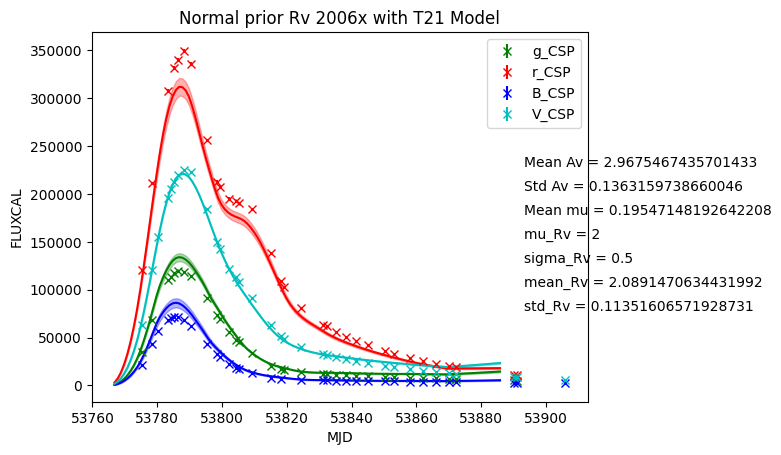 Normal prior Rv 2006x with T21 Model
350000
300000
250000
200000
150000
100000
50000
0
FLUXCAL
g_CSP
r_CSP
B_CSP
V_CSP
Mean Av = 2.9675467435701433
Std Av = 0.1363159738660046
Mean mu = 0.19547148192642208
mu_Rv = 2
sigma_Rv = 0.5
mean_Rv = 2.0891470634431992
std_Rv = 0.11351606571928731
53760 53780 53800 53820 53840 53860 53880 53900
MJD